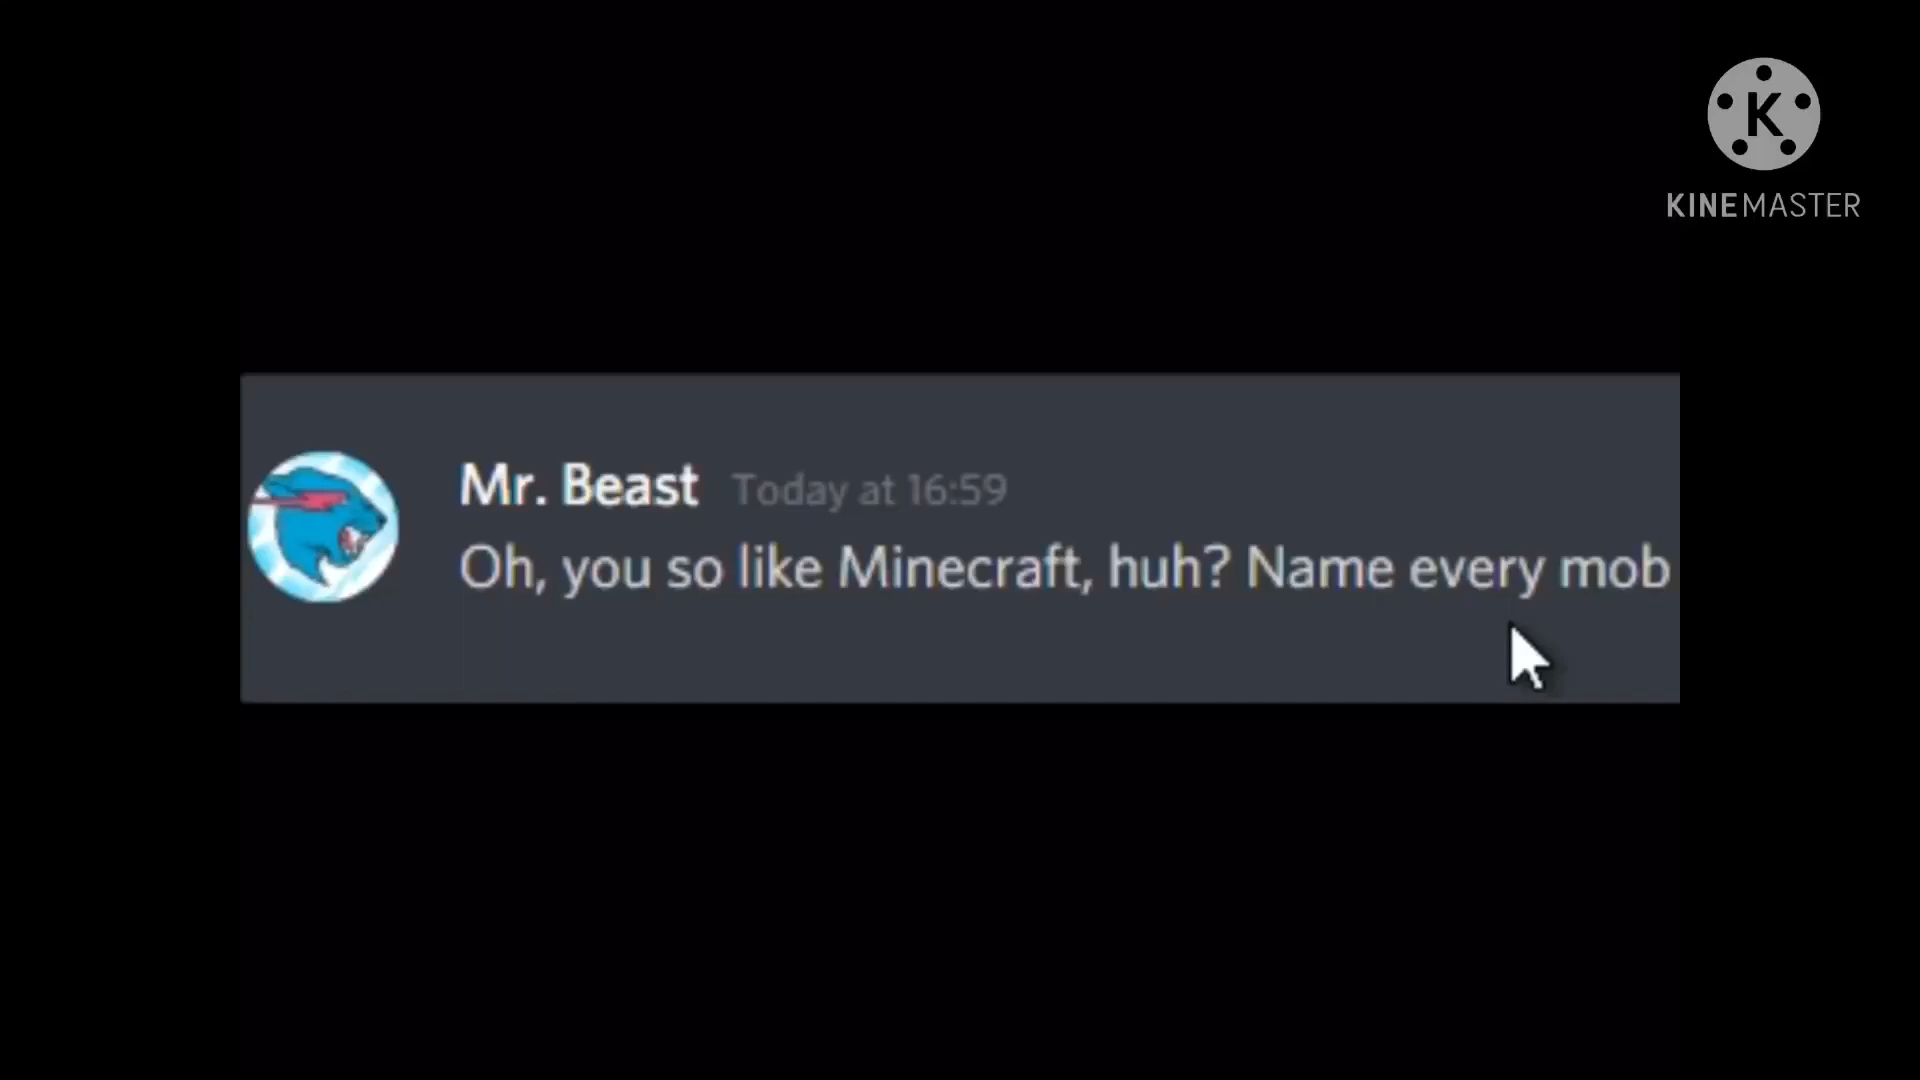 K
KINEMASTER
Mr. Beast Today at 16:59
Oh, you so like Minecraft, huh? Name every mob